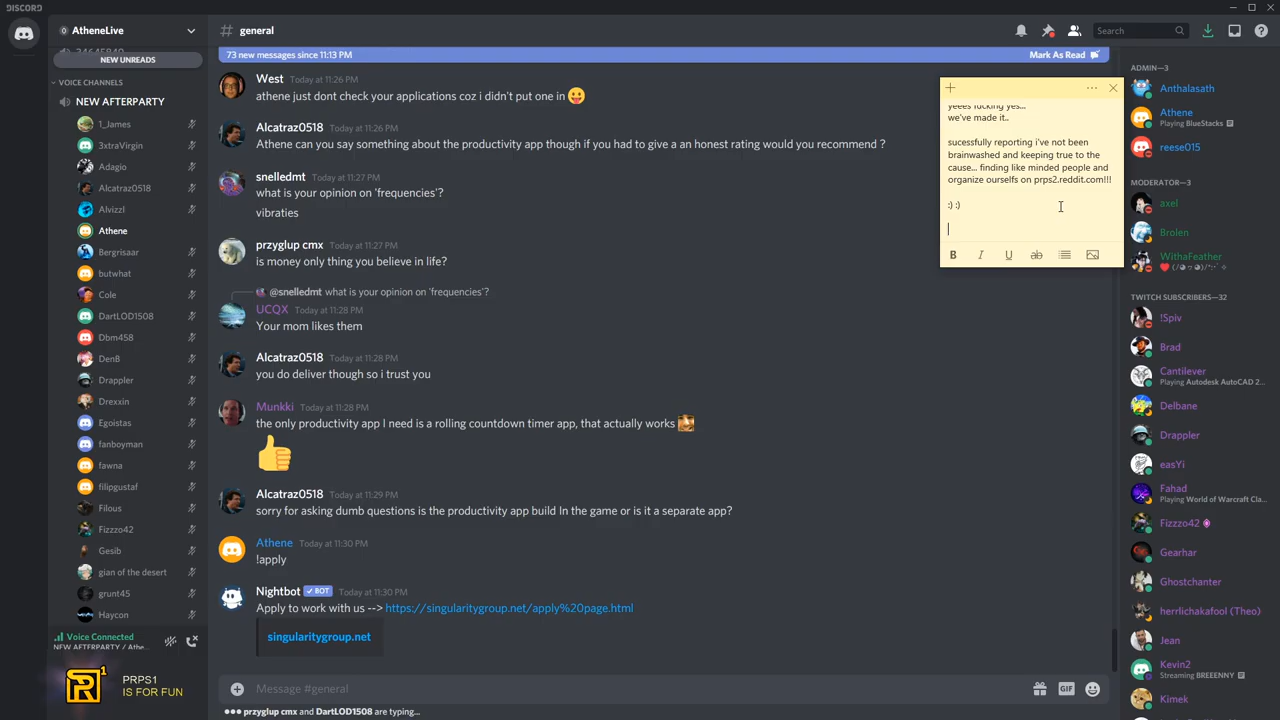 DISCORD
AtheneLive
NEW UNREADS
VOICE CHANNELS
NEW AFTERPARTY
1_James
3xtraVirgin
Adagio
Alcatraz0518
Alvizzl
Athene
Bergrisaar
butwhat
Cole
DartLOD1508
Dbm458
DenB
Drappler
Drexxin
Egoistas
fanboyman
fawna
filipgustaf
Filous
Fizzzo42
Gesib
gian of the desert
grunt45
Haycon
Voice Connected
NEW AFTERPARTY / Athe...
PRPS1
IS FOR FUN
# general
Search
73 new messages since 11:13 PM
Mark As Read
West Today at 11:26 PM
athene just dont check your applications coz i didn't put one in
Alcatraz0518 Today at 11:26 PM
Athene can you say something about the productivity app though if you had to give a an honest rating would you recommend ?
snelledmt Today at 11:27 PM
what is your opinion on 'frequencies'?
vibraties
przyglup cmx Today at 11:27 PM
is money only thing you believe in life?
@snelledmt what is your opinion on 'frequencies'?
UCQX Today at 11:28 PM
Your mom likes them
Alcatraz0518 Today at 11:28 PM
you do deliver though so i trust you
Munkki Today at 11:28 PM
the only productivity app I need is a rolling countdown timer app, that actually works
Alcatraz0518 Today at 11:29 PM
sorry for asking dumb questions is the productivity app build In the game or is it a separate app?
Athene Today at 11:30 PM
!apply
Nightbot BOT Today at 11:30 PM
Apply to work with us --> https://singularitygroup.net/apply%20page.html
singularitygroup.net
Message #general
GIF
przyglup cmx and DartLOD1508 are typing...
yeees fucking yes...
we've made it..
sucessfully reporting i've not been
brainwashed and keeping true to the
cause... finding like minded people and
organize ourselfs on prps2.reddit.com!!!
:) :)
B I U ab
ADMIN—3
Anthalasath
Athene
Playing BlueStacks
reese015
MODERATOR—3
axel
Brolen
WithaFeather
TWITCH SUBSCRIBERS—32
!Spiv
Brad
Cantilever
Playing Autodesk AutoCAD 2...
Delbane
Drappler
easYi
Fahad
Playing World of Warcraft Cla...
Fizzzo42
Gearhar
Ghostchanter
herrlichakafool (Theo)
Jean
Kevin2
Streaming BREEENNY
Kimek